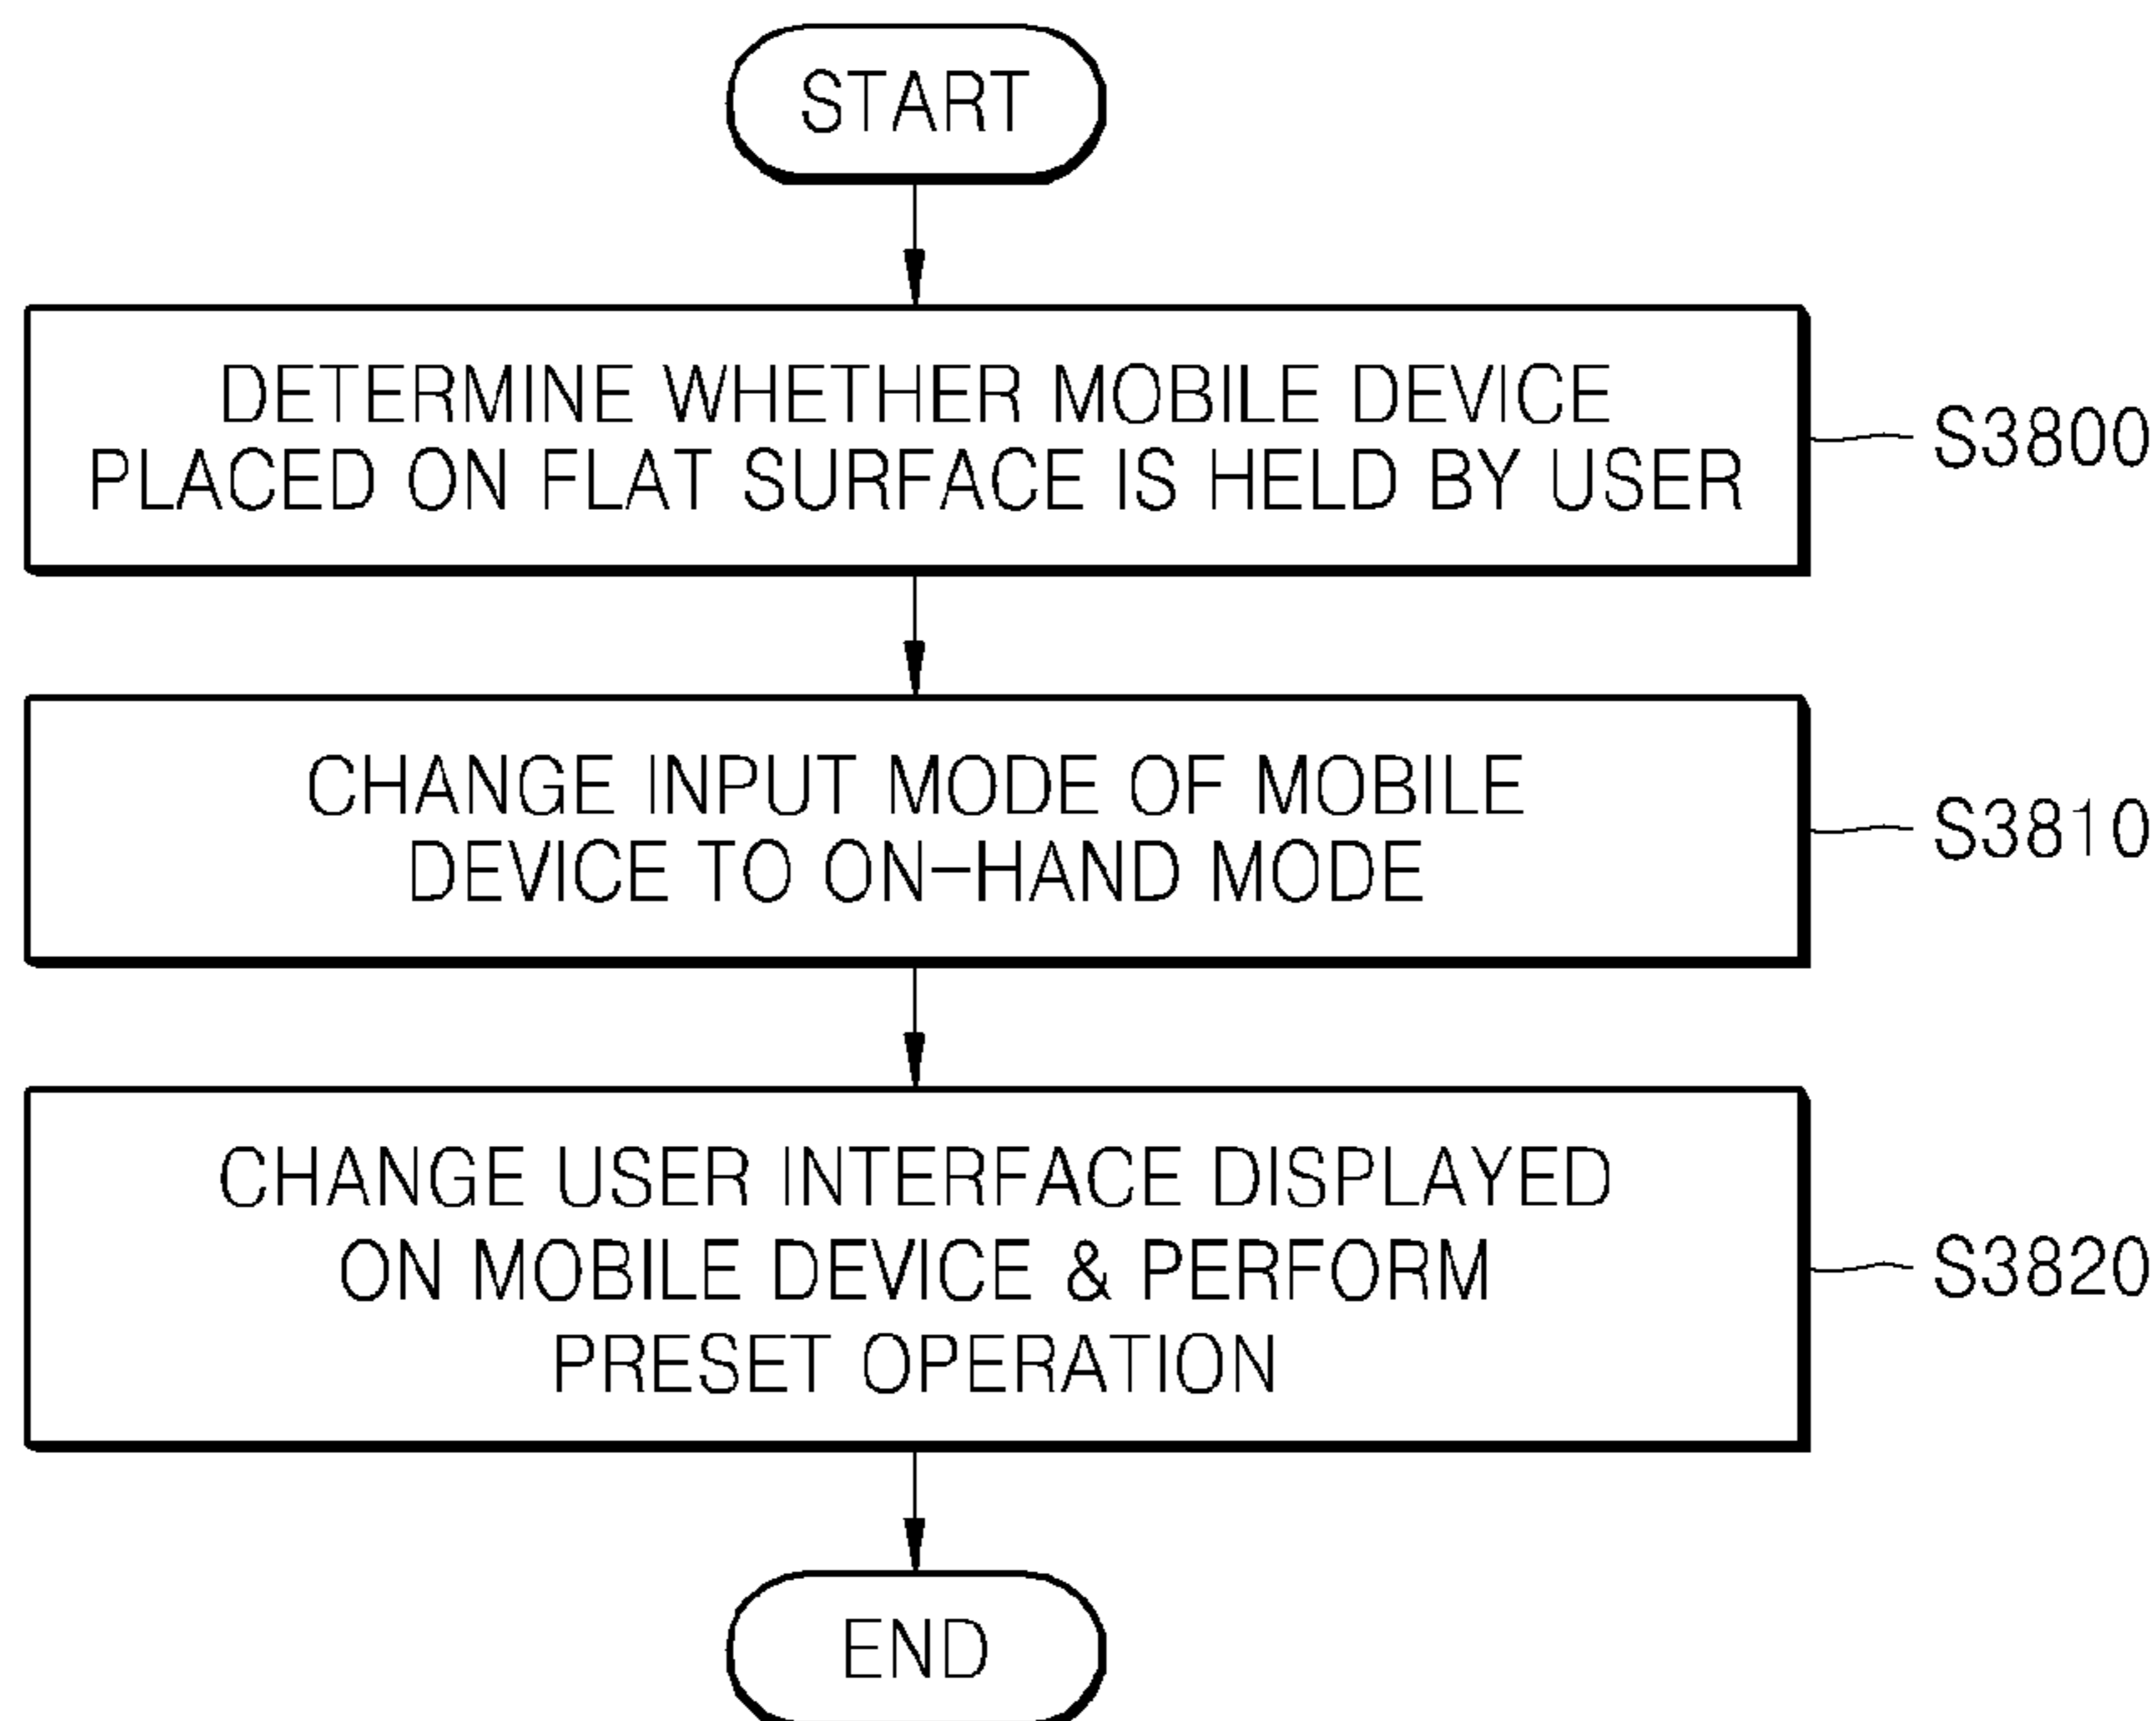 START
DETERMINE WHETHER MOBILE DEVICE
PLACED ON FLAT SURFACE IS HELD BY USER
S3800
CHANGE INPUT MODE OF MOBILE
DEVICE TO ON-HAND MODE
S3810
CHANGE USER INTERFACE DISPLAYED
ON MOBILE DEVICE & PERFORM
PRESET OPERATION
S3820
END